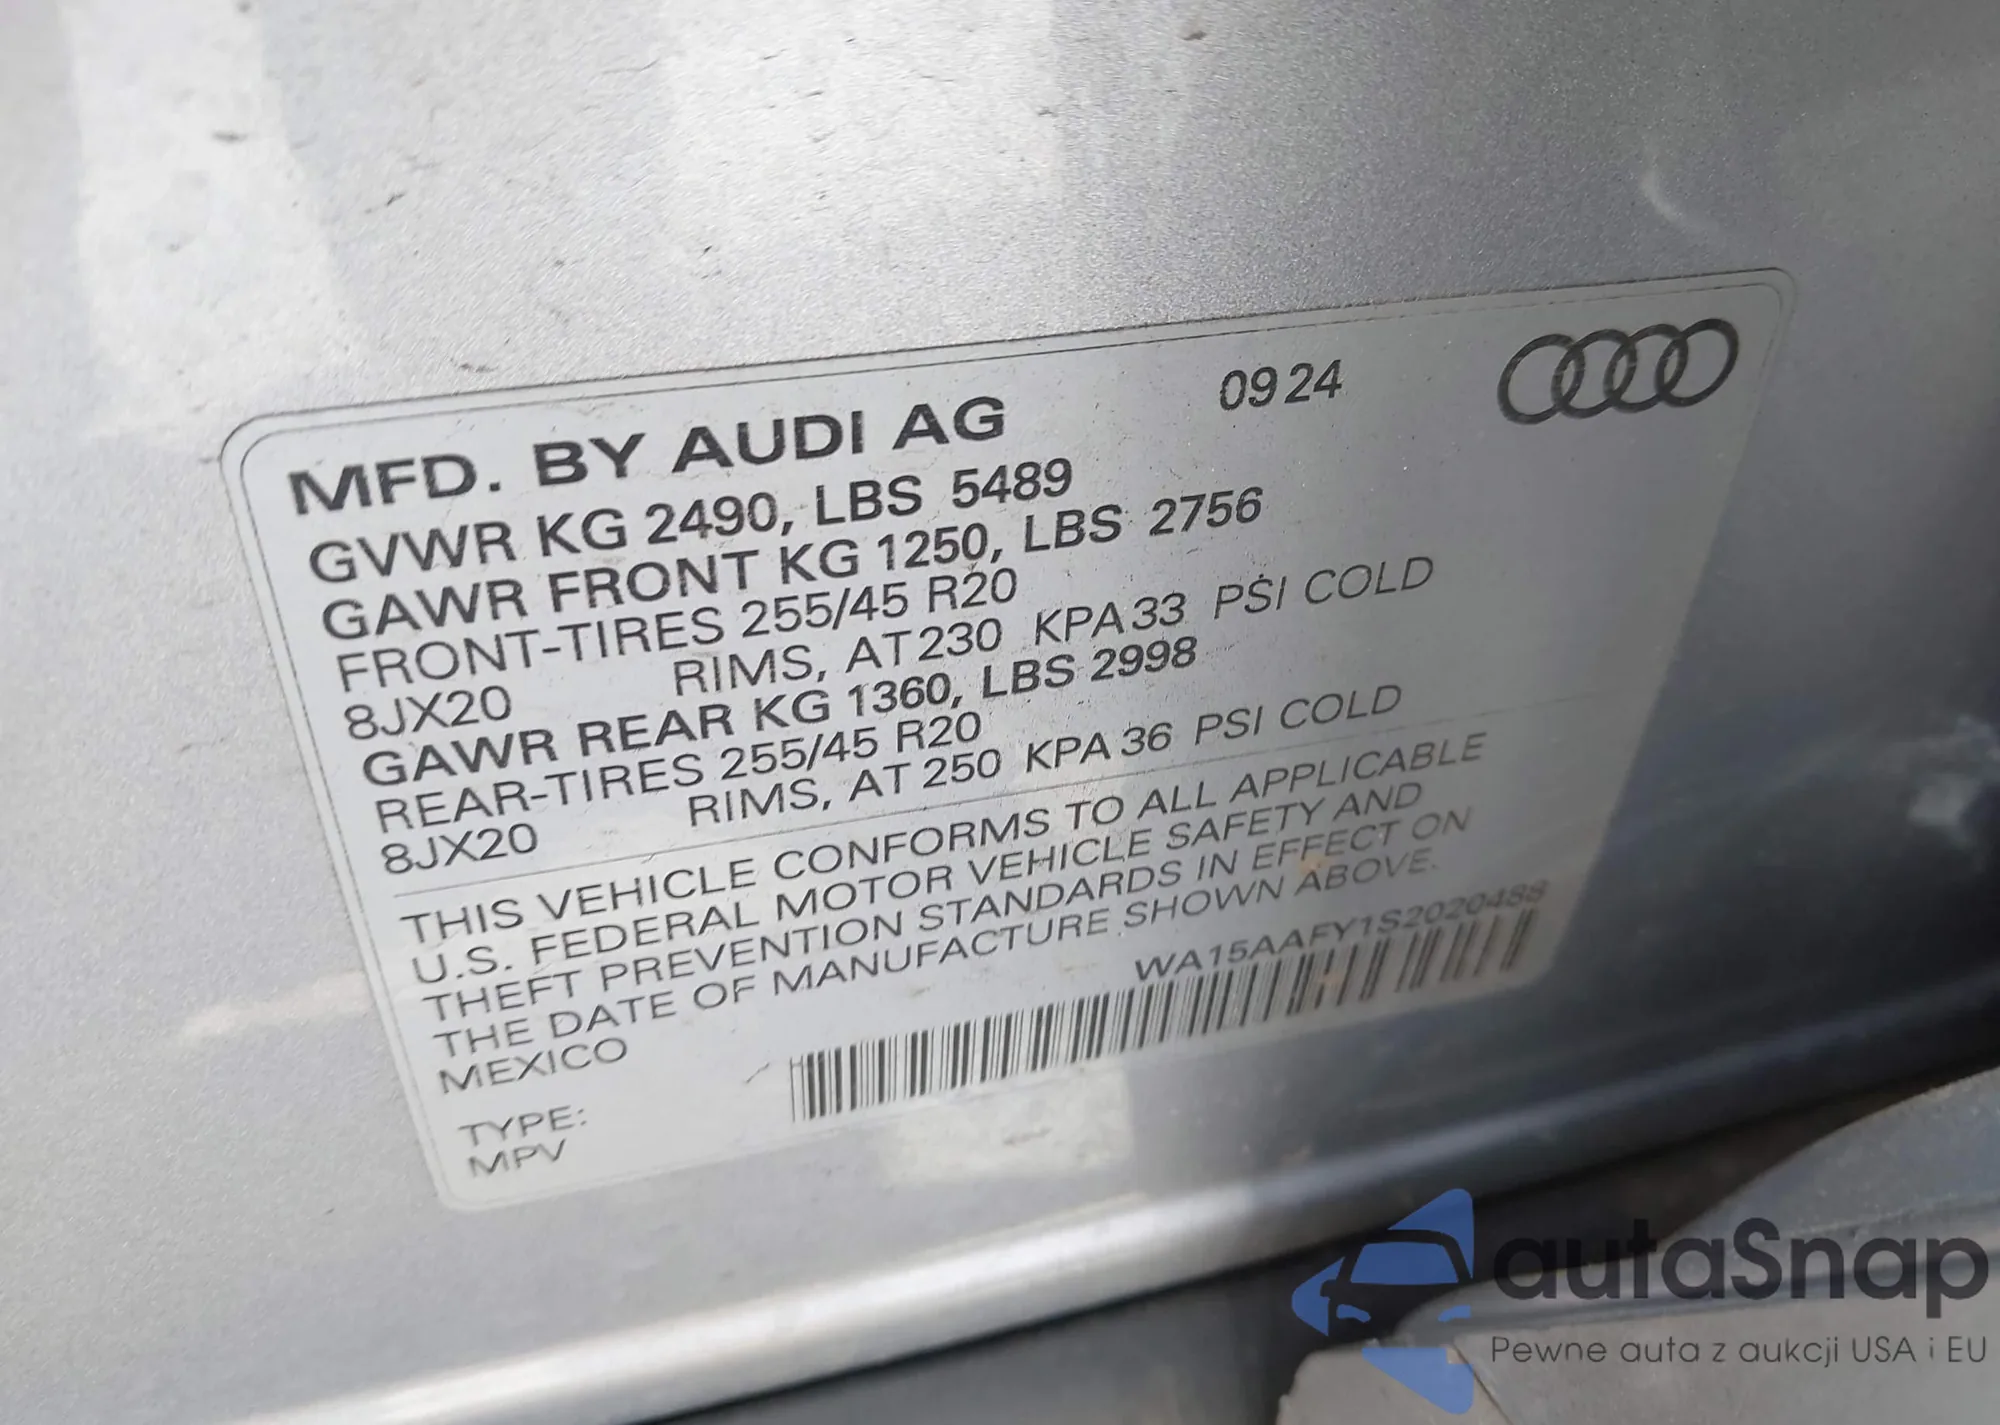 MFD. BY AUDI AG 09 24
GVWR KG 2490, LBS 5489
GAWR FRONT KG 1250, LBS 2756
FRONT-TIRES 255/45 R20
8JX20 RIMS, AT 230 KPA 33 PSI COLD
GAWR REAR KG 1360, LBS 2998
REAR-TIRES 255/45 R20
8JX20 RIMS, AT 250 KPA 36 PSI COLD
THIS VEHICLE CONFORMS TO ALL APPLICABLE
U.S. FEDERAL MOTOR VEHICLE SAFETY AND
THEFT PREVENTION STANDARDS IN EFFECT ON
THE DATE OF MANUFACTURE SHOWN ABOVE.
MEXICO
WA15AAFY1S2020488
TYPE:
MPV
autaSnap
Pewne auta z aukcji USA i EU